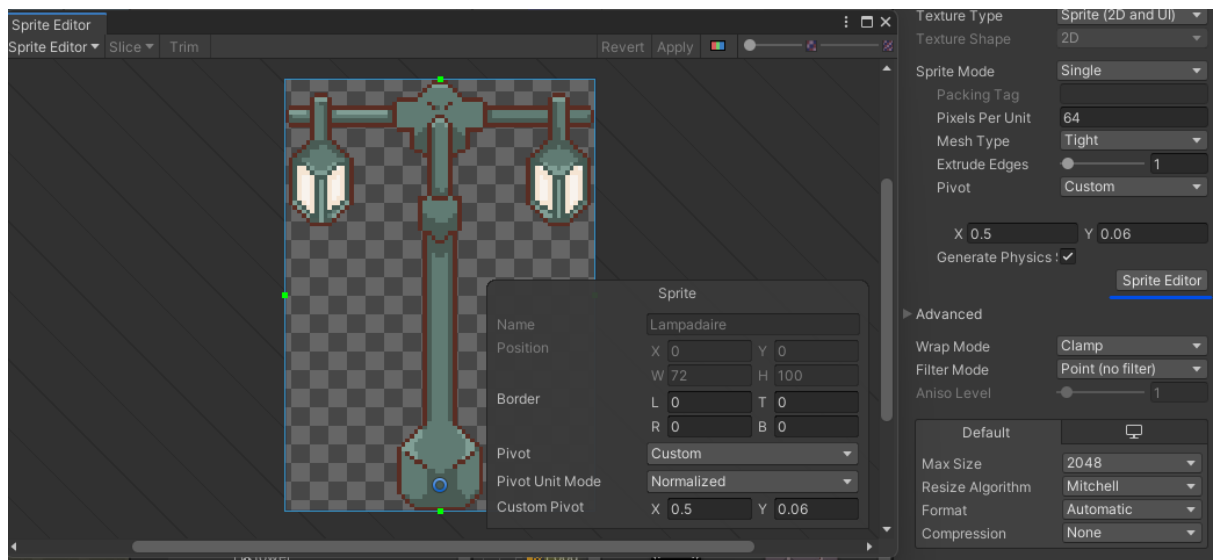 Sprite Editor
Sprite Editor Slice Trim Revert Apply
Sprite
Name Lampadaire
Position X 0 Y 0
W 72 H 100
Border L 0 T 0
R 0 B 0
Pivot Custom
Pivot Unit Mode Normalized
Custom Pivot X 0.5 Y 0.06
Texture Type Sprite (2D and UI)
Texture Shape 2D
Sprite Mode Single
Packing Tag
Pixels Per Unit 64
Mesh Type Tight
Extrude Edges 1
Pivot Custom
X 0.5 Y 0.06
Generate Physics
Sprite Editor
Advanced
Wrap Mode Clamp
Filter Mode Point (no filter)
Aniso Level 1
Default
Max Size 2048
Resize Algorithm Mitchell
Format Automatic
Compression None